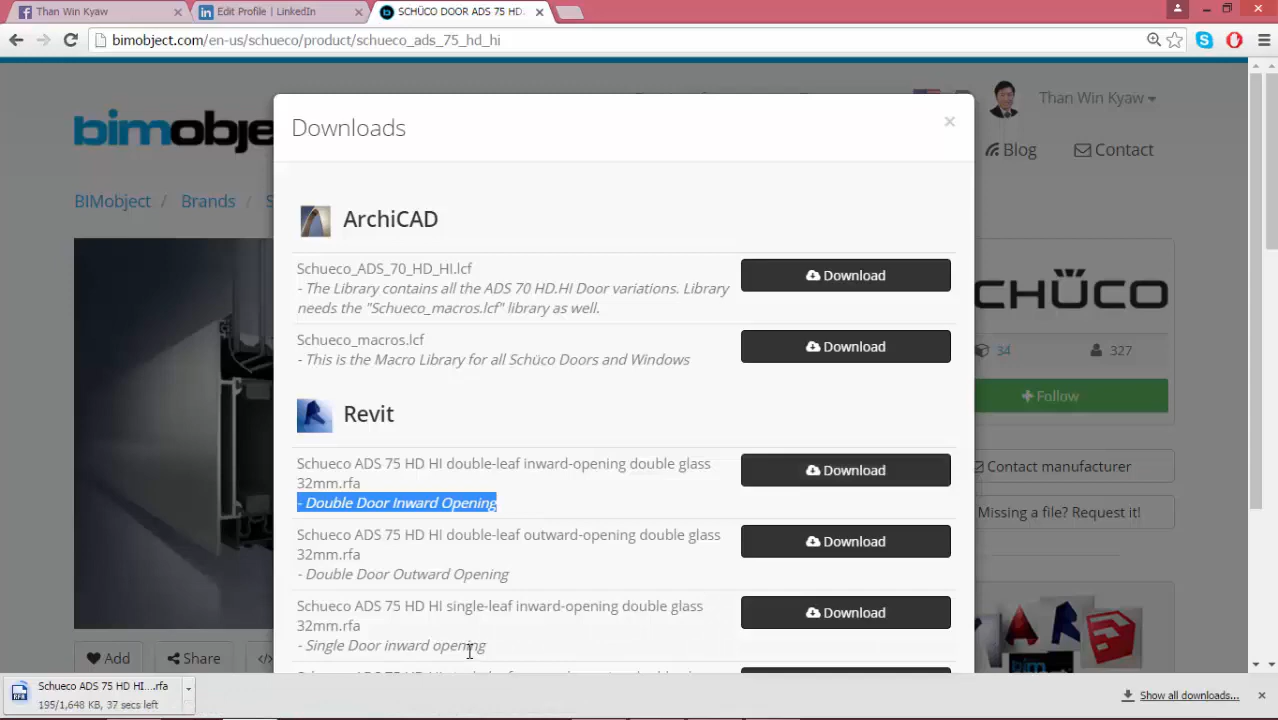 Than Win Kyaw
Edit Profile | LinkedIn
SCHÜCO DOOR ADS 75 HD.
bimobject.com/en-us/schueco/product/schueco_ads_75_hd_hi
bimobje
Than Win Kyaw
Blog
Contact
BIMobject / Brands / S
Downloads
×
ArchiCAD
Schueco_ADS_70_HD_HI.lcf
- The Library contains all the ADS 70 HD.HI Door variations. Library
needs the "Schueco_macros.lcf" library as well.
Download
Schueco_macros.lcf
- This is the Macro Library for all Schüco Doors and Windows
Download
Revit
Schueco ADS 75 HD HI double-leaf inward-opening double glass
32mm.rfa
- Double Door Inward Opening
Download
Schueco ADS 75 HD HI double-leaf outward-opening double glass
32mm.rfa
- Double Door Outward Opening
Download
Schueco ADS 75 HD HI single-leaf inward-opening double glass
32mm.rfa
- Single Door inward opening
Download
CHÜCO
34
327
+ Follow
Contact manufacturer
Missing a file? Request it!
Add
Share
</>
Schueco ADS 75 HD HI....rfa
195/1,648 KB, 37 secs left
Show all downloads...